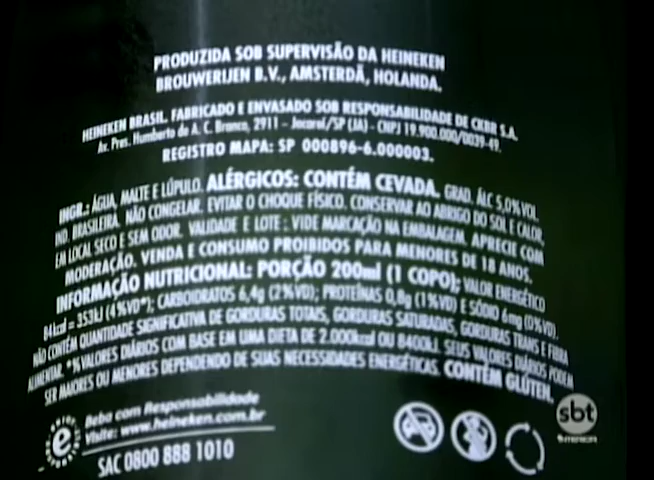 PRODUZIDA SOB SUPERVISÃO DA HEINEKEN
BROUWERIJEN B.V., AMSTERDÃ, HOLANDA.
HEINEKEN BRASIL. FABRICADO E ENVASADO SOB RESPONSABILIDADE DE CKBR S.A.
Av. Pres. Humberto de A. C. Branco, 2911 - Jacareí/SP (JA) - CNPJ 19.900.000/0039-49.
REGISTRO MAPA: SP 000896-6.000003.
INGR.: ÁGUA, MALTE E LÚPULO. ALÉRGICOS: CONTÉM CEVADA. GRAD. ÁLC 5,0% VOL.
IND. BRASILEIRA. NÃO CONGELAR. EVITAR O CHOQUE FÍSICO. CONSERVAR AO ABRIGO DO SOL E CALOR,
EM LOCAL SECO E SEM ODOR. VALIDADE E LOTE: VIDE MARCAÇÃO NA EMBALAGEM. APRECIE COM
MODERAÇÃO. VENDA E CONSUMO PROIBIDOS PARA MENORES DE 18 ANOS.
INFORMAÇÃO NUTRICIONAL: PORÇÃO 200ml (1 COPO); VALOR ENERGÉTICO
84kcal = 353kJ (4%VD*); CARBOIDRATOS 6,4g (2%VD); PROTEÍNAS 0,8g (1%VD) E SÓDIO 6mg (0%VD).
NÃO CONTÉM QUANTIDADE SIGNIFICATIVA DE GORDURAS TOTAIS, GORDURAS SATURADAS, GORDURAS TRANS E FIBRA
ALIMENTAR. *% VALORES DIÁRIOS COM BASE EM UMA DIETA DE 2.000kcal OU 8400kJ. SEUS VALORES DIÁRIOS PODEM
SER MAIORES OU MENORES DEPENDENDO DE SUAS NECESSIDADES ENERGÉTICAS. CONTÉM GLÚTEN.
e
Beba com Responsabilidade
Visite: www.heineken.com.br
SAC 0800 888 1010
sbt